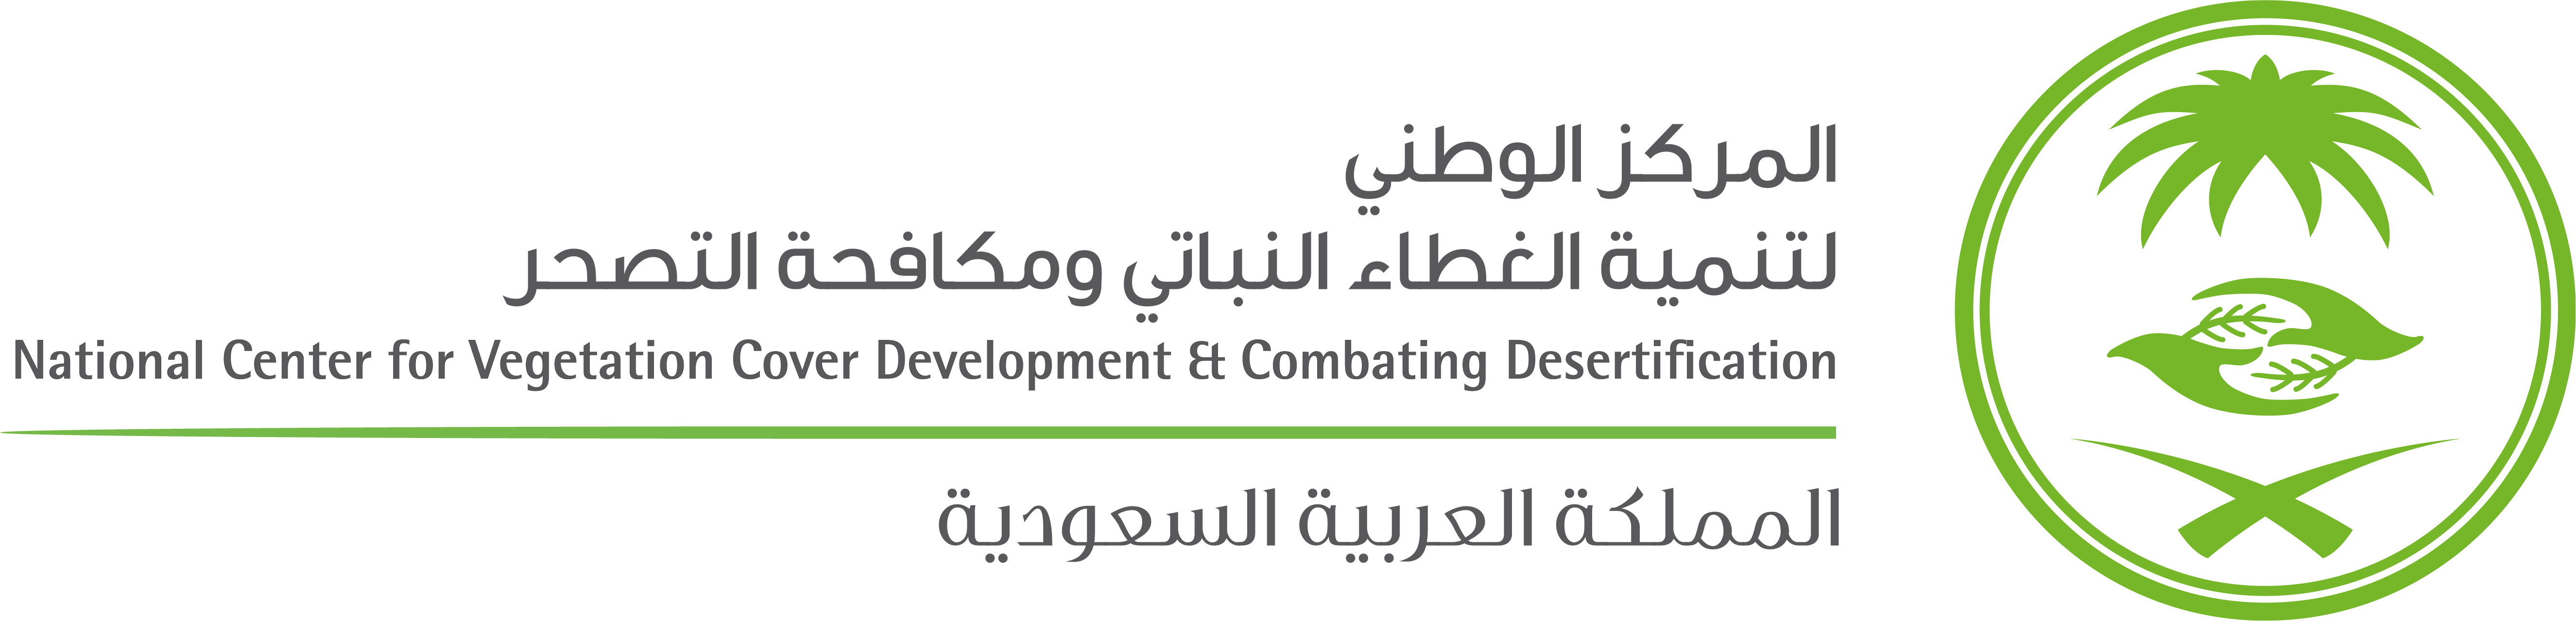 المركز الوطني
لتنمية الغطاء النباتي ومكافحة التصحر
National Center for Vegetation Cover Development & Combating Desertification
المملكة العربية السعودية